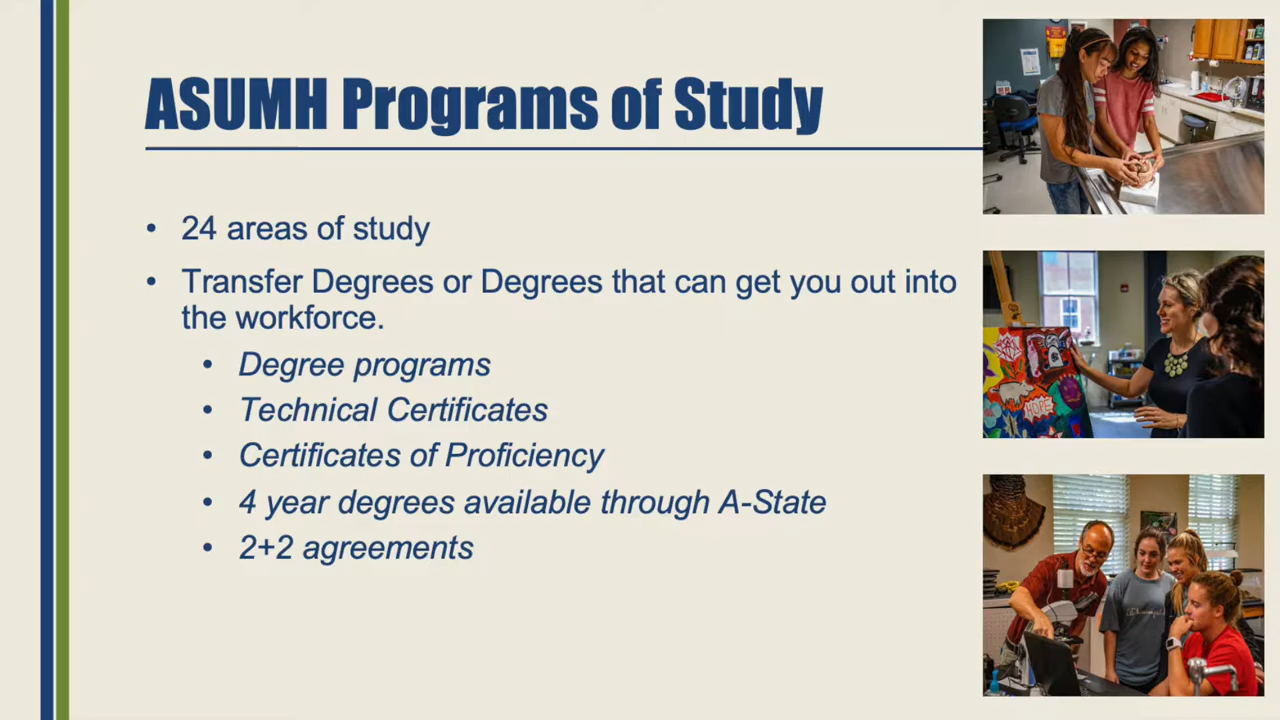 ASUMH Programs of Study
• 24 areas of study
• Transfer Degrees or Degrees that can get you out into
the workforce.
• Degree programs
• Technical Certificates
• Certificates of Proficiency
• 4 year degrees available through A-State
• 2+2 agreements
HOPE